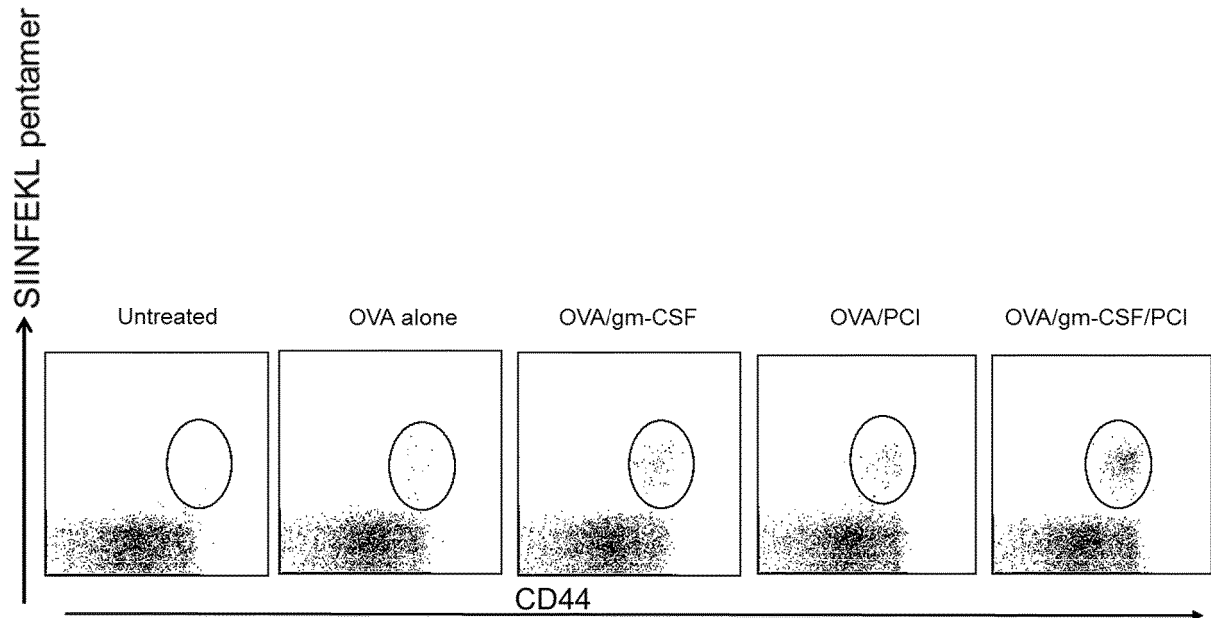 SIINFEKL pentamer
Untreated
OVA alone
OVA/gm-CSF
OVA/PCI
OVA/gm-CSF/PCI
CD44